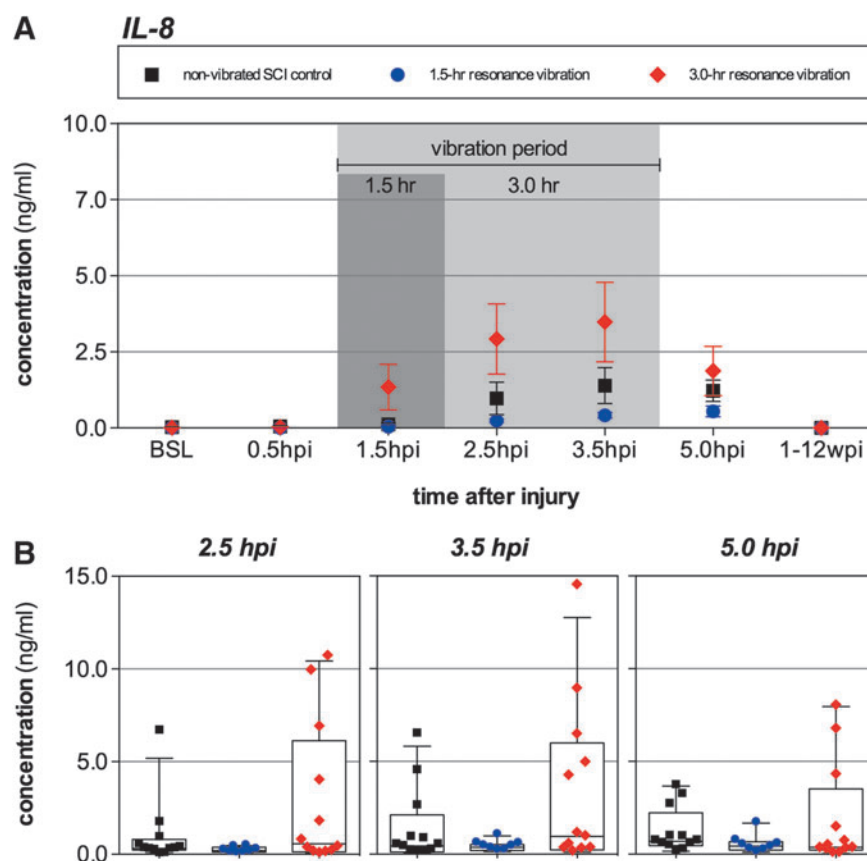 A IL-8
non-vibrated SCI control 1.5-hr resonance vibration 3.0-hr resonance vibration
concentration (ng/ml)
10.0
7.0
5.0
2.5
0.0
vibration period
1.5 hr 3.0 hr
BSL 0.5hpi 1.5hpi 2.5hpi 3.5hpi 5.0hpi 1-12wpi
time after injury
B 2.5 hpi 3.5 hpi 5.0 hpi
concentration (ng/ml)
15.0
10.0
5.0
0.0